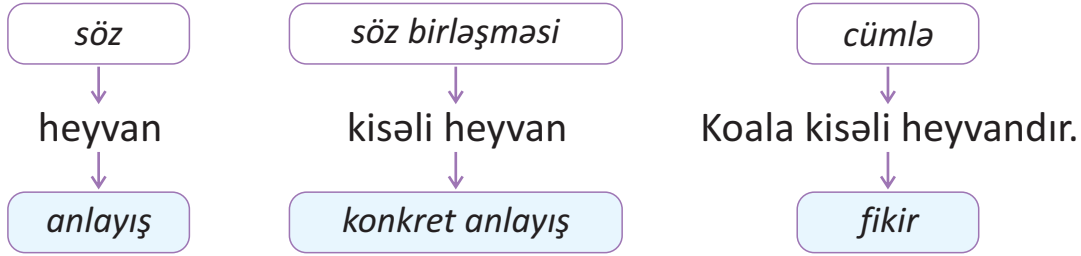 söz
söz birləşməsi
cümlə
heyvan
kisəli heyvan
Koala kisəli heyvandır.
anlayış
konkret anlayış
fikir